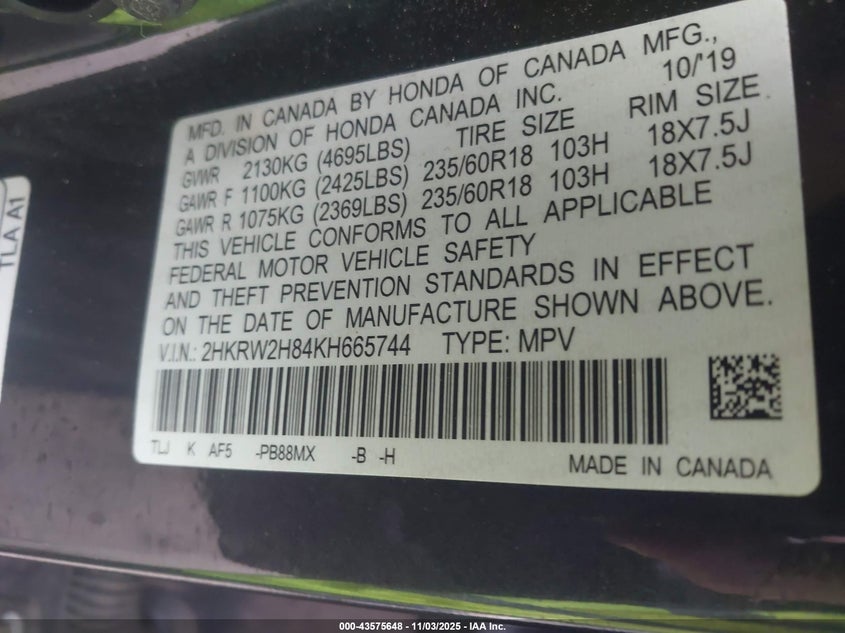 MFD. IN CANADA BY HONDA OF CANADA MFG.,
A DIVISION OF HONDA CANADA INC. 10/'19
TIRE SIZE RIM SIZE
GVWR 2130KG (4695LBS)
GAWR F 1100KG (2425LBS) 235/60R18 103H 18X7.5J
GAWR R 1075KG (2369LBS) 235/60R18 103H 18X7.5J
THIS VEHICLE CONFORMS TO ALL APPLICABLE
FEDERAL MOTOR VEHICLE SAFETY
AND THEFT PREVENTION STANDARDS IN EFFECT
ON THE DATE OF MANUFACTURE SHOWN ABOVE.
V.I.N.: 2HKRW2H84KH665744 TYPE: MPV
TLJ K AF5 -PB88MX -B -H
MADE IN CANADA
TLA A1
000-43575648 - 11/03/2025 - IAA Inc.